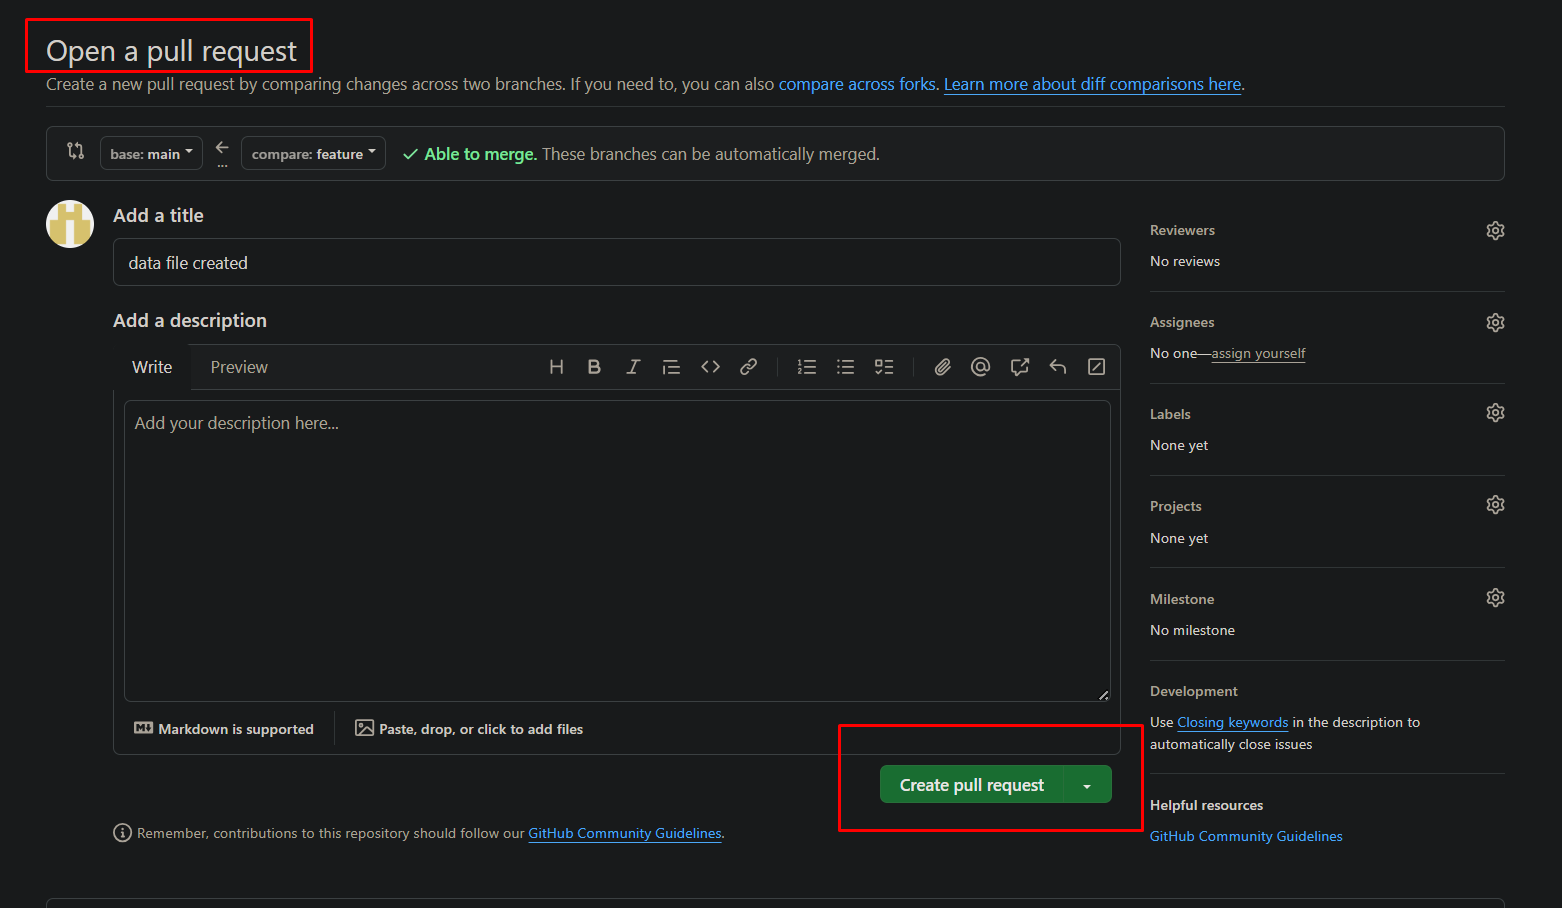 Open a pull request
Create a new pull request by comparing changes across two branches. If you need to, you can also compare across forks. Learn more about diff comparisons here.
base: main
...
compare: feature
Able to merge. These branches can be automatically merged.
Add a title
data file created
Add a description
Write
Preview
Add your description here...
Markdown is supported
Paste, drop, or click to add files
Create pull request
Remember, contributions to this repository should follow our GitHub Community Guidelines.
Reviewers
No reviews
Assignees
No one—assign yourself
Labels
None yet
Projects
None yet
Milestone
No milestone
Development
Use Closing keywords in the description to
automatically close issues
Helpful resources
GitHub Community Guidelines